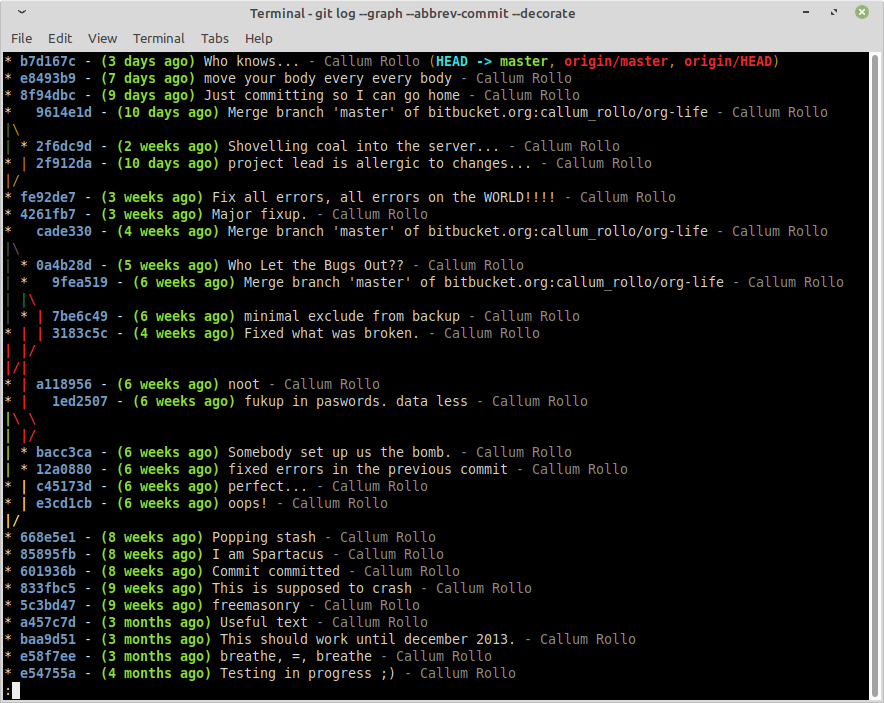 Terminal - git log --graph --abbrev-commit --decorate
File Edit View Terminal Tabs Help
* b7d167c - (3 days ago) Who knows... - Callum Rollo (HEAD -> master, origin/master, origin/HEAD)
* e8493b9 - (7 days ago) move your body every every body - Callum Rollo
* 8f94dbc - (9 days ago) Just committing so I can go home - Callum Rollo
*   9614e1d - (10 days ago) Merge branch 'master' of bitbucket.org:callum_rollo/org-life - Callum Rollo
|\
| * 2f6dc9d - (2 weeks ago) Shovelling coal into the server... - Callum Rollo
* | 2f912da - (10 days ago) project lead is allergic to changes... - Callum Rollo
|/
* fe92de7 - (3 weeks ago) Fix all errors, all errors on the WORLD!!!! - Callum Rollo
* 4261fb7 - (3 weeks ago) Major fixup. - Callum Rollo
*   cade330 - (4 weeks ago) Merge branch 'master' of bitbucket.org:callum_rollo/org-life - Callum Rollo
|\
| * 0a4b28d - (5 weeks ago) Who Let the Bugs Out?? - Callum Rollo
| *   9fea519 - (6 weeks ago) Merge branch 'master' of bitbucket.org:callum_rollo/org-life - Callum Rollo
| |\
| * | 7be6c49 - (6 weeks ago) minimal exclude from backup - Callum Rollo
* | | 3183c5c - (4 weeks ago) Fixed what was broken. - Callum Rollo
| |/
|/|
* | a118956 - (6 weeks ago) noot - Callum Rollo
* |   1ed2507 - (6 weeks ago) fukup in paswords. data less - Callum Rollo
|\ \
| |/
| * bacc3ca - (6 weeks ago) Somebody set up us the bomb. - Callum Rollo
| * 12a0880 - (6 weeks ago) fixed errors in the previous commit - Callum Rollo
* | c45173d - (6 weeks ago) perfect... - Callum Rollo
* | e3cd1cb - (6 weeks ago) oops! - Callum Rollo
|/
* 668e5e1 - (8 weeks ago) Popping stash - Callum Rollo
* 85895fb - (8 weeks ago) I am Spartacus - Callum Rollo
* 601936b - (8 weeks ago) Commit committed - Callum Rollo
* 833fbc5 - (9 weeks ago) This is supposed to crash - Callum Rollo
* 5c3bd47 - (9 weeks ago) freemasonry - Callum Rollo
* a457c7d - (3 months ago) Useful text - Callum Rollo
* baa9d51 - (3 months ago) This should work until december 2013. - Callum Rollo
* e58f7ee - (3 months ago) breathe, =, breathe - Callum Rollo
* e54755a - (4 months ago) Testing in progress ;) - Callum Rollo
: